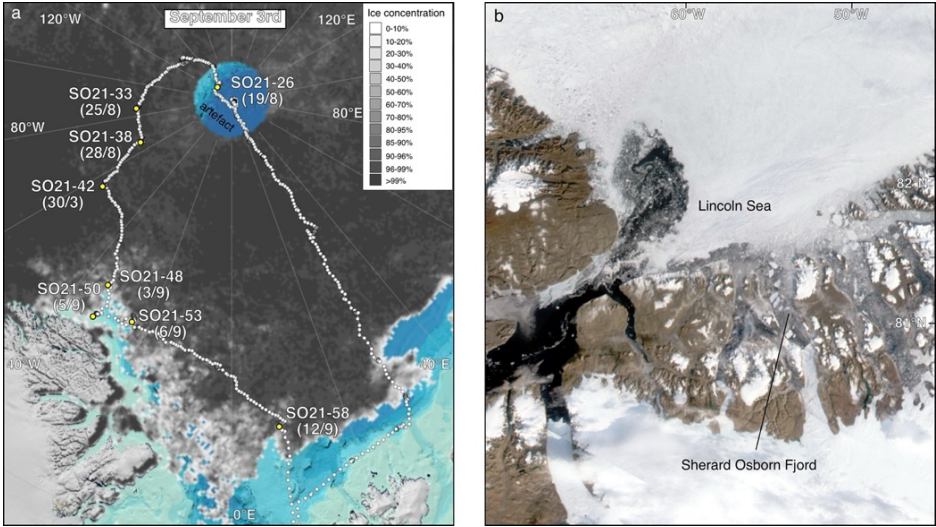 a
September 3rd
120°W
120°E
Ice concentration
0-10%
10-20%
20-30%
30-40%
40-50%
50-60%
60-70%
70-80%
80-95%
85-90%
90-96%
96-99%
>99%
SO21-26
(19/8)
artefact
80°E
SO21-33
(25/8)
80°W
SO21-38
(28/8)
SO21-42
(30/3)
SO21-48
(3/9)
SO21-50
(5/9)
SO21-53
(6/9)
40°W
SO21-58
(12/9)
0°E
b
60°W
50°W
82°N
Lincoln Sea
81°N
Sherard Osborn Fjord